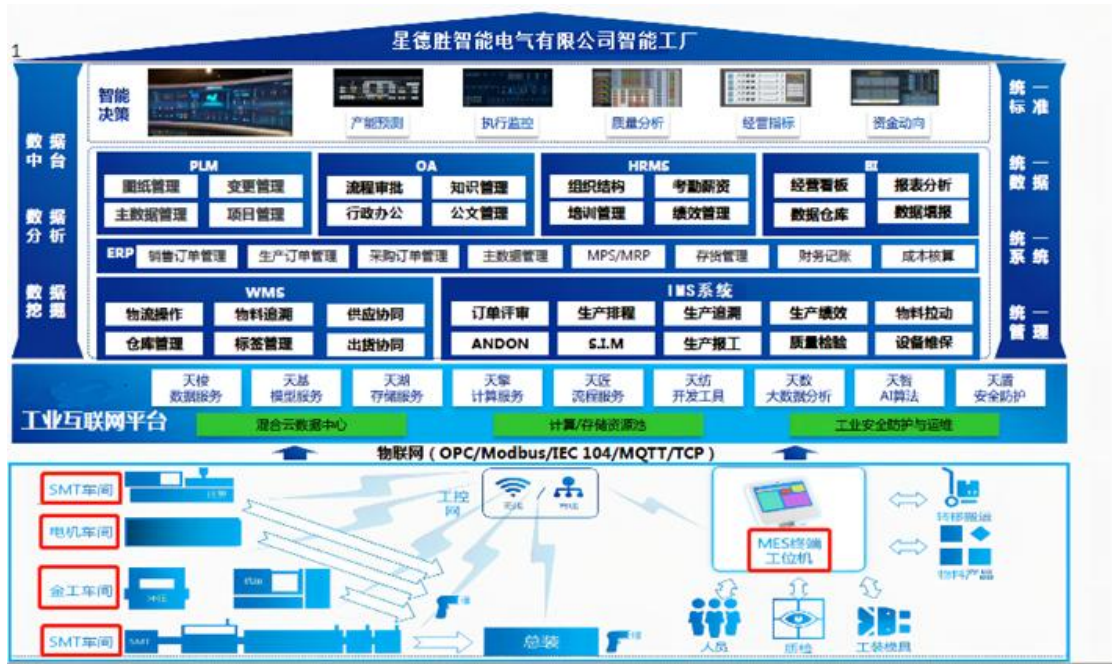 1
星德胜智能电气有限公司智能工厂
数据中台
数据分析
数据挖掘
智能决策
产能预测 执行监控 质量分析 经营指标 资金动向
统一标准
统一数据
统一系统
统一管理
PLM OA HRMS BI
图纸管理 变更管理 流程审批 知识管理 组织结构 考勤薪资 经营看板 报表分析
主数据管理 项目管理 行政办公 公文管理 培训管理 绩效管理 数据仓库 数据填报
ERP 销售订单管理 生产订单管理 采购订单管理 主数据管理 MPS/MRP 存货管理 财务记账 成本核算
WMS IMS系统
物流操作 物料追溯 供应协同 订单评审 生产排程 生产追溯 生产绩效 物料拉动
仓库管理 标签管理 出货协同 ANDON S.I.M 生产报工 质量检验 设备维保
工业互联网平台
天梭 天基 天湖 天擎 天匠 天纺 天数 天智 天盾
数据服务 模型服务 存储服务 计算服务 流程服务 开发工具 大数据分析 AI算法 安全防护
混合云数据中心 计算/存储资源池 工业安全防护与运维
物联网（OPC/Modbus/IEC 104/MQTT/TCP）
SMT车间
电机车间
金工车间
冲压
SMT车间 SMT
工控网
总装
MES终端
工位机
转移搬运
物料产品
人员 质检 工装模具